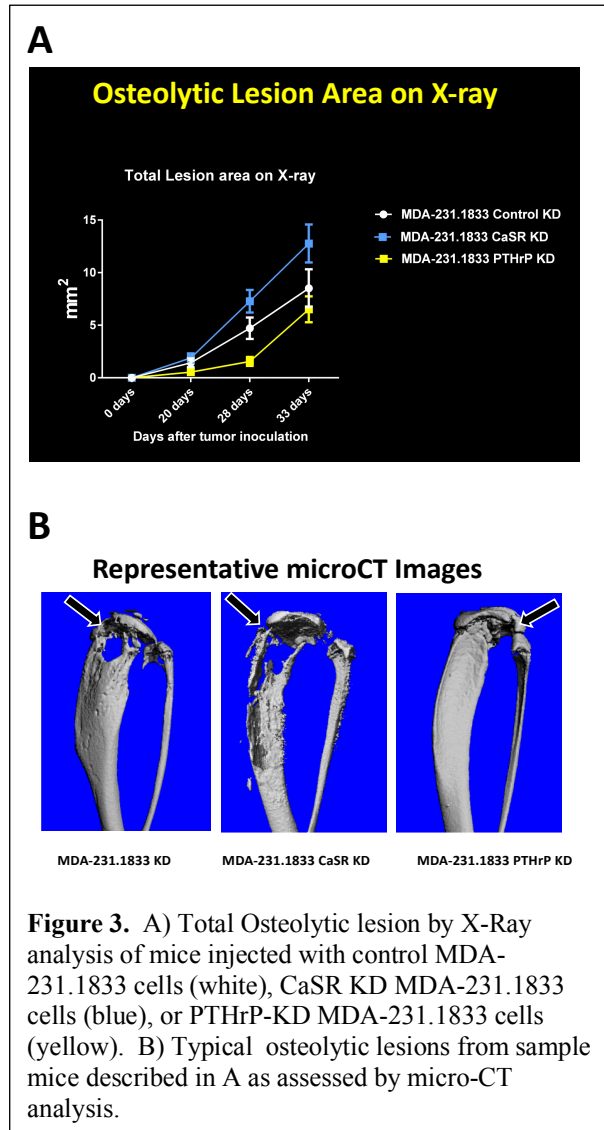 A
Osteolytic Lesion Area on X-ray
Total Lesion area on X-ray
MDA-231.1833 Control KD
MDA-231.1833 CaSR KD
MDA-231.1833 PTHrP KD
15
10
5
0
mm²
0 days
20 days
28 days
33 days
Days after tumor inoculation
B
Representative microCT Images
MDA-231.1833 KD
MDA-231.1833 CaSR KD
MDA-231.1833 PTHrP KD
Figure 3. A) Total Osteolytic lesion by X-Ray
analysis of mice injected with control MDA-
231.1833 cells (white), CaSR KD MDA-231.1833
cells (blue), or PTHrP-KD MDA-231.1833 cells
(yellow). B) Typical osteolytic lesions from sample
mice described in A as assessed by micro-CT
analysis.